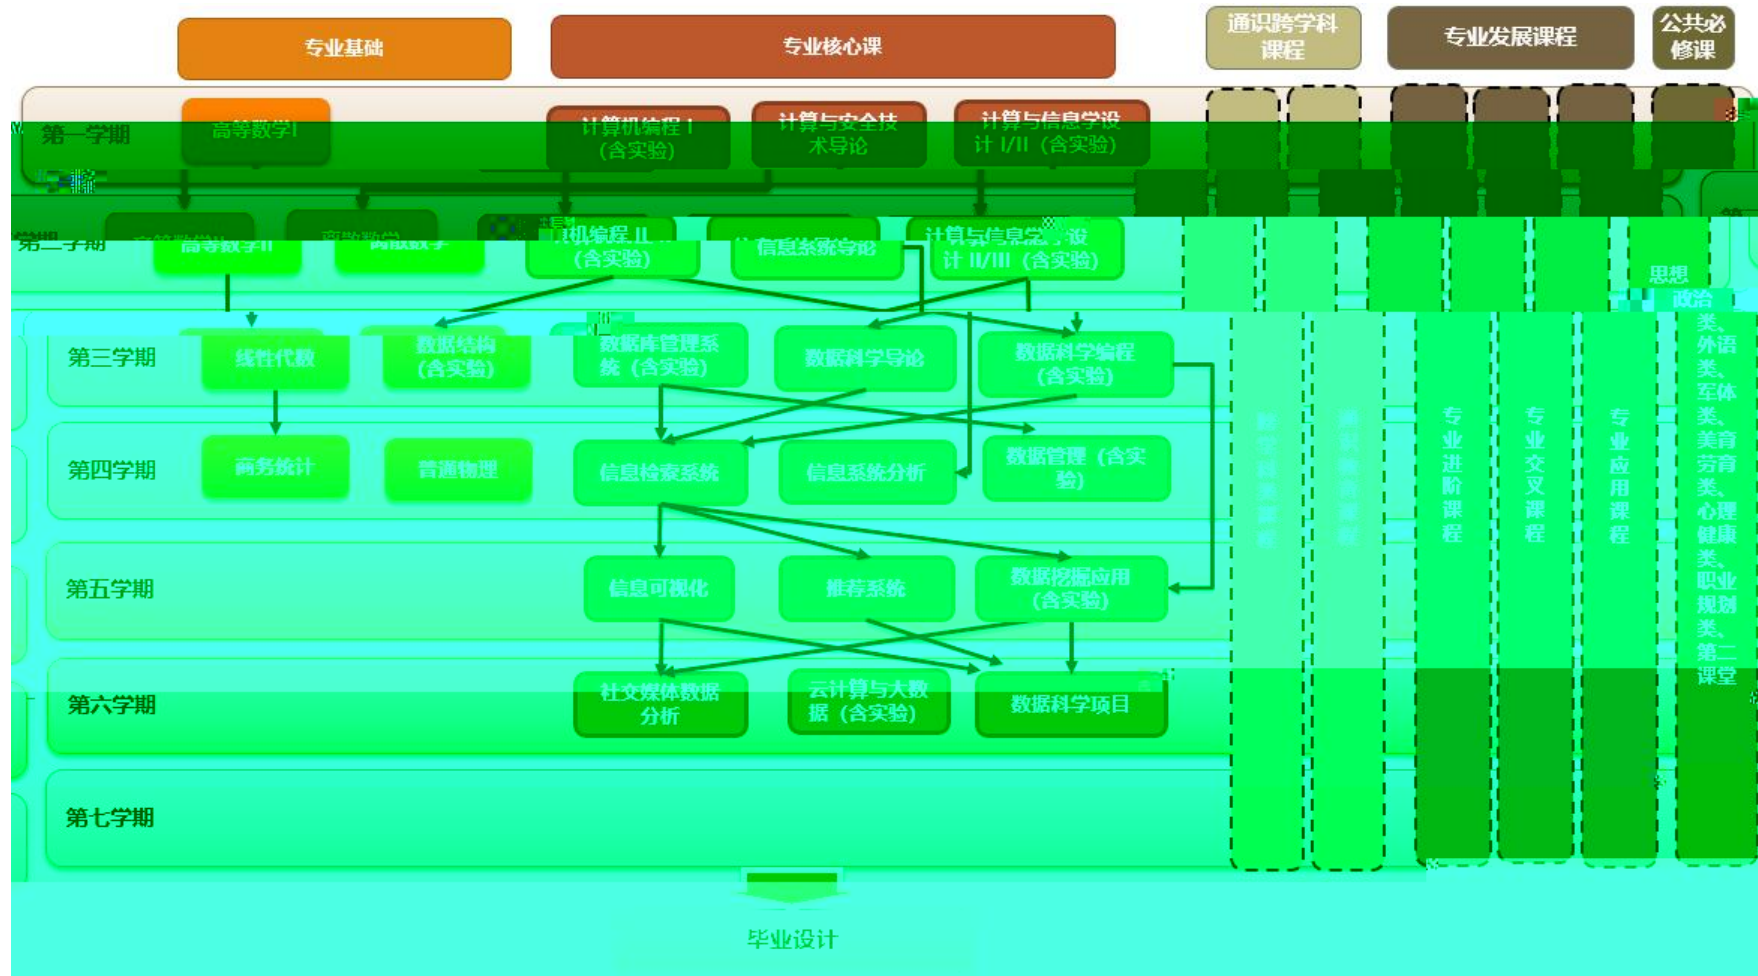 通识跨学科
课程
公共必
修课
专业基础
专业核心课
专业发展课程
第一学期
高等数学I
计算机编程 I
(含实验)
计算与安全技
术导论
计算与信息学设
计 I/II (含实验)
第二学期
高等数学II
离散数学
机编程 II
(含实验)
信息系统导论
计算与信息学设
计 II/III (含实验)
思想
政治
类、
外语
类、
军体
类、
美育
劳育
类、
心理
健康
类、
职业
规划
类、
第二
课堂
第三学期
线性代数
数据结构
(含实验)
数据库管理系
统 (含实验)
数据科学导论
数据科学编程
(含实验)
第四学期
商务统计
普通物理
信息检索系统
信息系统分析
数据管理 (含实
验)
专业进阶课程
专业交叉课程
专业应用课程
第五学期
信息可视化
推荐系统
数据挖掘应用
(含实验)
第六学期
社交媒体数据
分析
云计算与大数
据 (含实验)
数据科学项目
第七学期
毕业设计